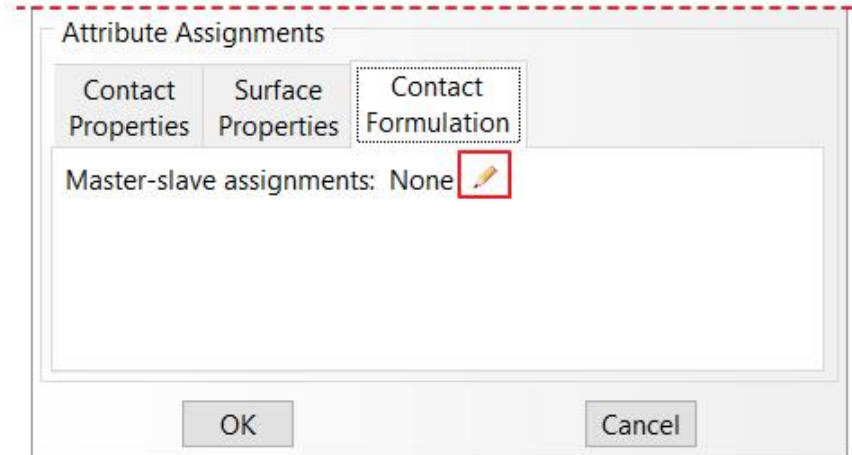 Attribute Assignments
Contact Properties
Surface Properties
Contact Formulation
Master-slave assignments: None
OK
Cancel